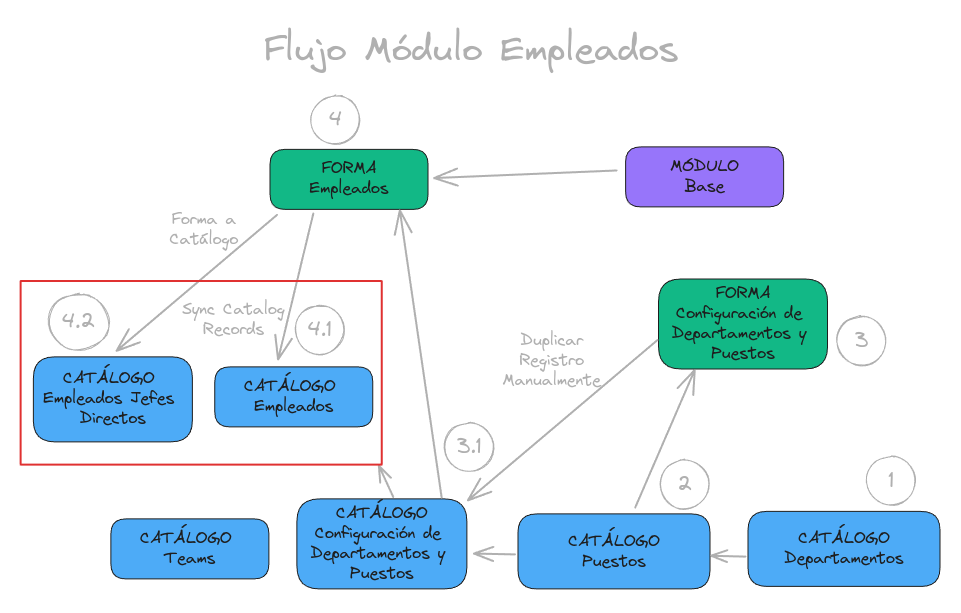 Flujo Módulo Empleados
4
FORMA
Empleados
MÓDULO
Base
Forma a
Catálogo
4.2
Sync Catalog
Records
4.1
FORMA
Configuración de
Departamentos y
Puestos
3
Duplicar
Registro
Manualmente
CATÁLOGO
Empleados Jefes
Directos
CATÁLOGO
Empleados
3.1
2
1
CATÁLOGO
Teams
CATÁLOGO
Configuración de
Departamentos y
Puestos
CATÁLOGO
Puestos
CATÁLOGO
Departamentos